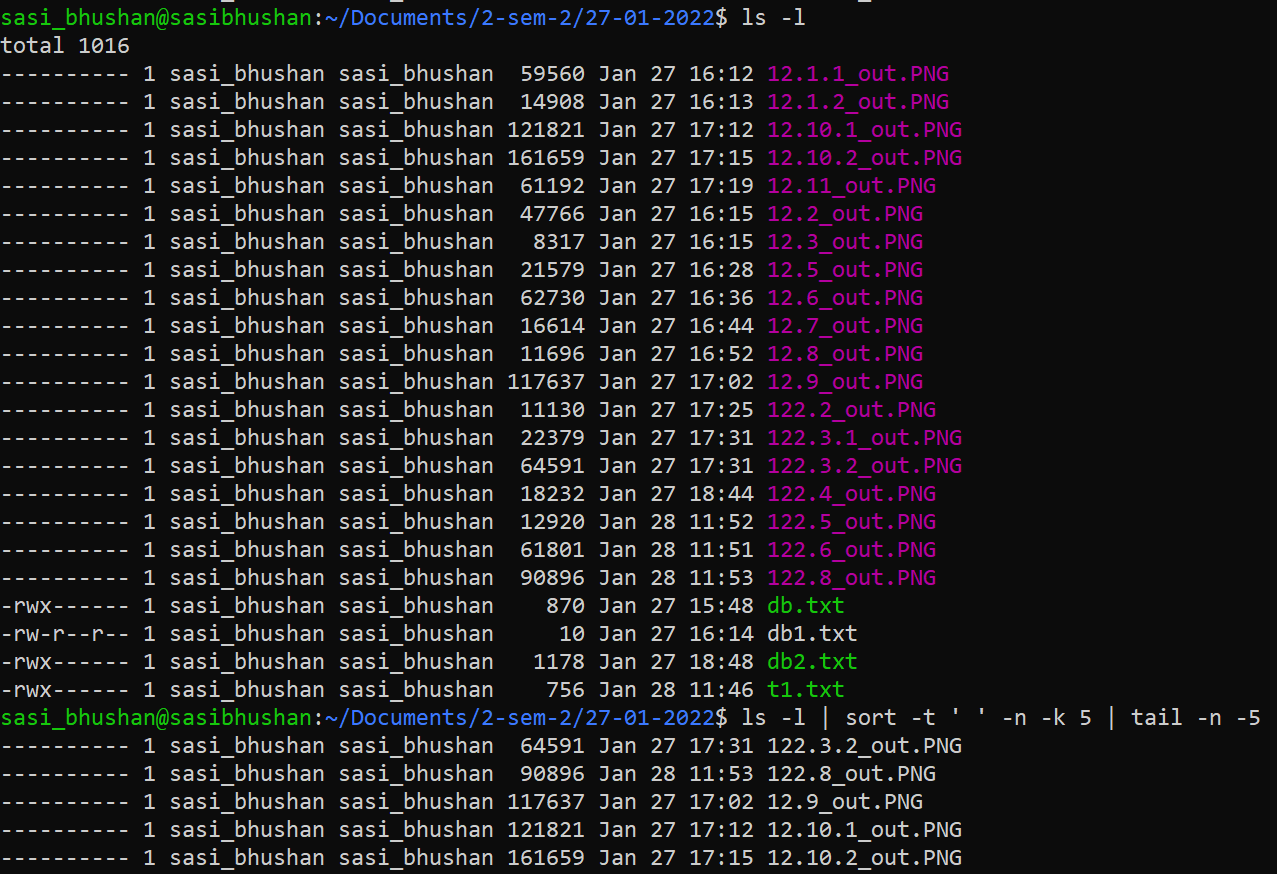 sasi_bhushan@sasibhushan:~/Documents/2-sem-2/27-01-2022$ ls -l
total 1016
---------- 1 sasi_bhushan sasi_bhushan  59560 Jan 27 16:12 12.1.1_out.PNG
---------- 1 sasi_bhushan sasi_bhushan  14908 Jan 27 16:13 12.1.2_out.PNG
---------- 1 sasi_bhushan sasi_bhushan 121821 Jan 27 17:12 12.10.1_out.PNG
---------- 1 sasi_bhushan sasi_bhushan 161659 Jan 27 17:15 12.10.2_out.PNG
---------- 1 sasi_bhushan sasi_bhushan  61192 Jan 27 17:19 12.11_out.PNG
---------- 1 sasi_bhushan sasi_bhushan  47766 Jan 27 16:15 12.2_out.PNG
---------- 1 sasi_bhushan sasi_bhushan   8317 Jan 27 16:15 12.3_out.PNG
---------- 1 sasi_bhushan sasi_bhushan  21579 Jan 27 16:28 12.5_out.PNG
---------- 1 sasi_bhushan sasi_bhushan  62730 Jan 27 16:36 12.6_out.PNG
---------- 1 sasi_bhushan sasi_bhushan  16614 Jan 27 16:44 12.7_out.PNG
---------- 1 sasi_bhushan sasi_bhushan  11696 Jan 27 16:52 12.8_out.PNG
---------- 1 sasi_bhushan sasi_bhushan 117637 Jan 27 17:02 12.9_out.PNG
---------- 1 sasi_bhushan sasi_bhushan  11130 Jan 27 17:25 122.2_out.PNG
---------- 1 sasi_bhushan sasi_bhushan  22379 Jan 27 17:31 122.3.1_out.PNG
---------- 1 sasi_bhushan sasi_bhushan  64591 Jan 27 17:31 122.3.2_out.PNG
---------- 1 sasi_bhushan sasi_bhushan  18232 Jan 27 18:44 122.4_out.PNG
---------- 1 sasi_bhushan sasi_bhushan  12920 Jan 28 11:52 122.5_out.PNG
---------- 1 sasi_bhushan sasi_bhushan  61801 Jan 28 11:51 122.6_out.PNG
---------- 1 sasi_bhushan sasi_bhushan  90896 Jan 28 11:53 122.8_out.PNG
-rwx------ 1 sasi_bhushan sasi_bhushan    870 Jan 27 15:48 db.txt
-rw-r--r-- 1 sasi_bhushan sasi_bhushan     10 Jan 27 16:14 db1.txt
-rwx------ 1 sasi_bhushan sasi_bhushan   1178 Jan 27 18:48 db2.txt
-rwx------ 1 sasi_bhushan sasi_bhushan    756 Jan 28 11:46 t1.txt
sasi_bhushan@sasibhushan:~/Documents/2-sem-2/27-01-2022$ ls -l | sort -t ' ' -n -k 5 | tail -n -5
---------- 1 sasi_bhushan sasi_bhushan  64591 Jan 27 17:31 122.3.2_out.PNG
---------- 1 sasi_bhushan sasi_bhushan  90896 Jan 28 11:53 122.8_out.PNG
---------- 1 sasi_bhushan sasi_bhushan 117637 Jan 27 17:02 12.9_out.PNG
---------- 1 sasi_bhushan sasi_bhushan 121821 Jan 27 17:12 12.10.1_out.PNG
---------- 1 sasi_bhushan sasi_bhushan 161659 Jan 27 17:15 12.10.2_out.PNG